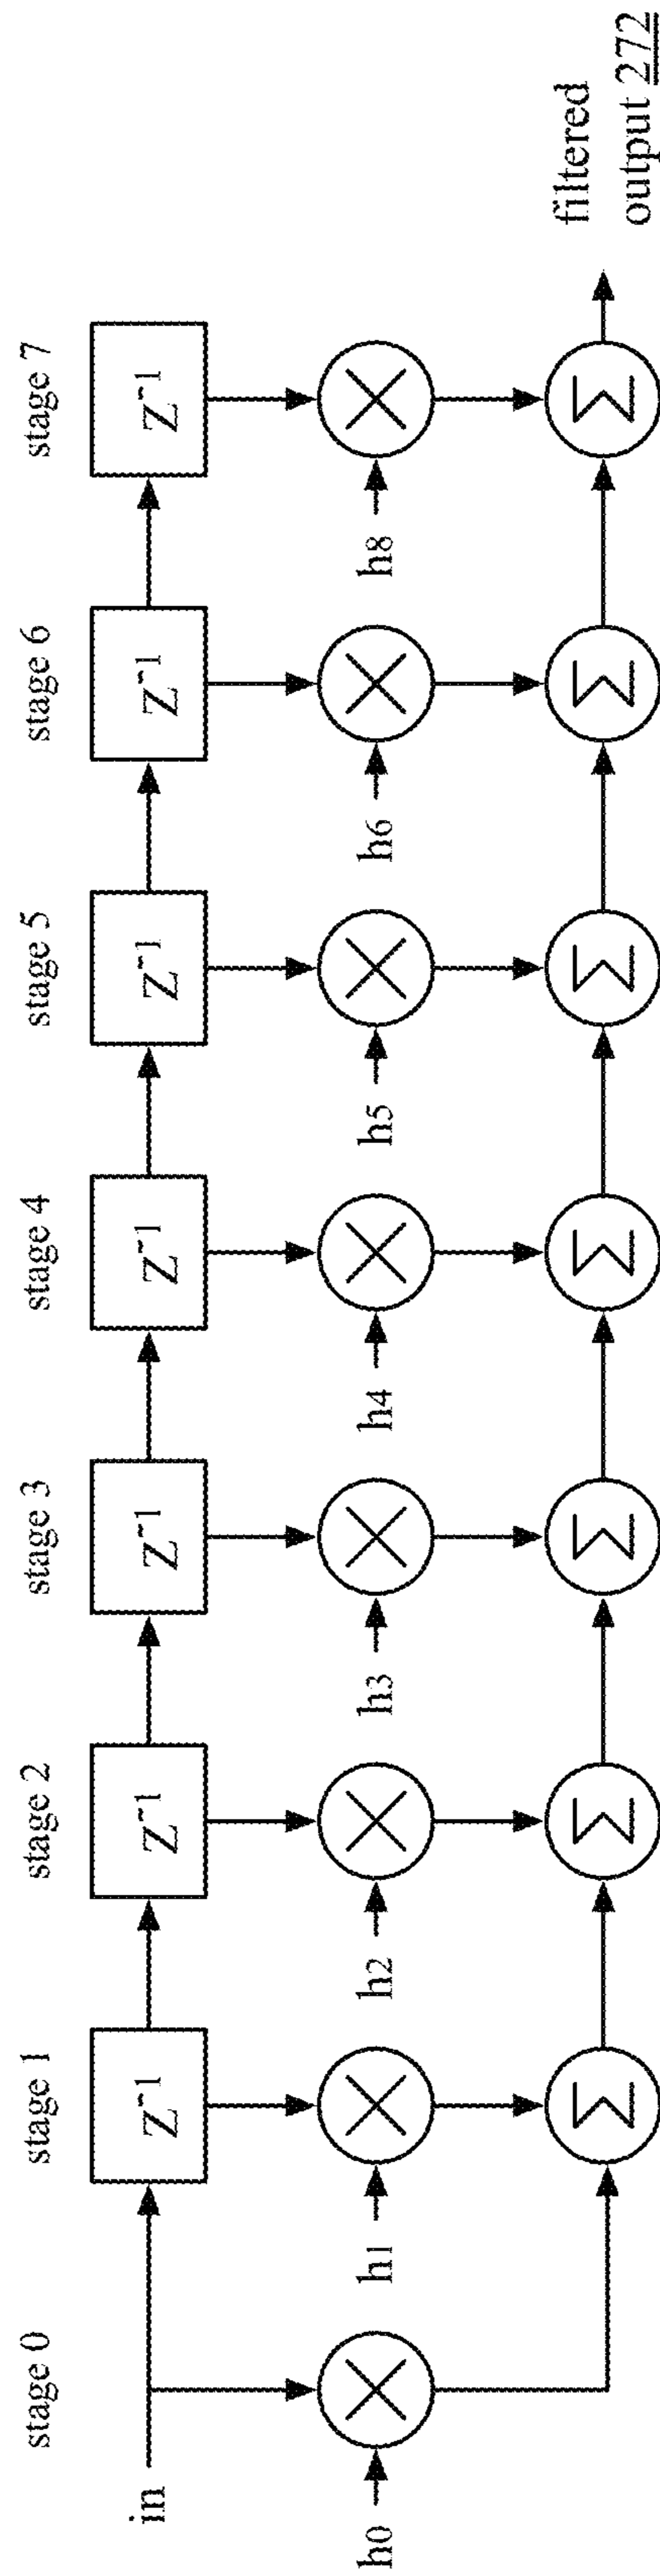 stage 0
stage 1
stage 2
stage 3
stage 4
stage 5
stage 6
stage 7
in
Z⁻¹
Z⁻¹
Z⁻¹
Z⁻¹
Z⁻¹
Z⁻¹
Z⁻¹
h0
h1
h2
h3
h4
h5
h6
h8
Σ
Σ
Σ
Σ
Σ
Σ
Σ
filtered
output 272